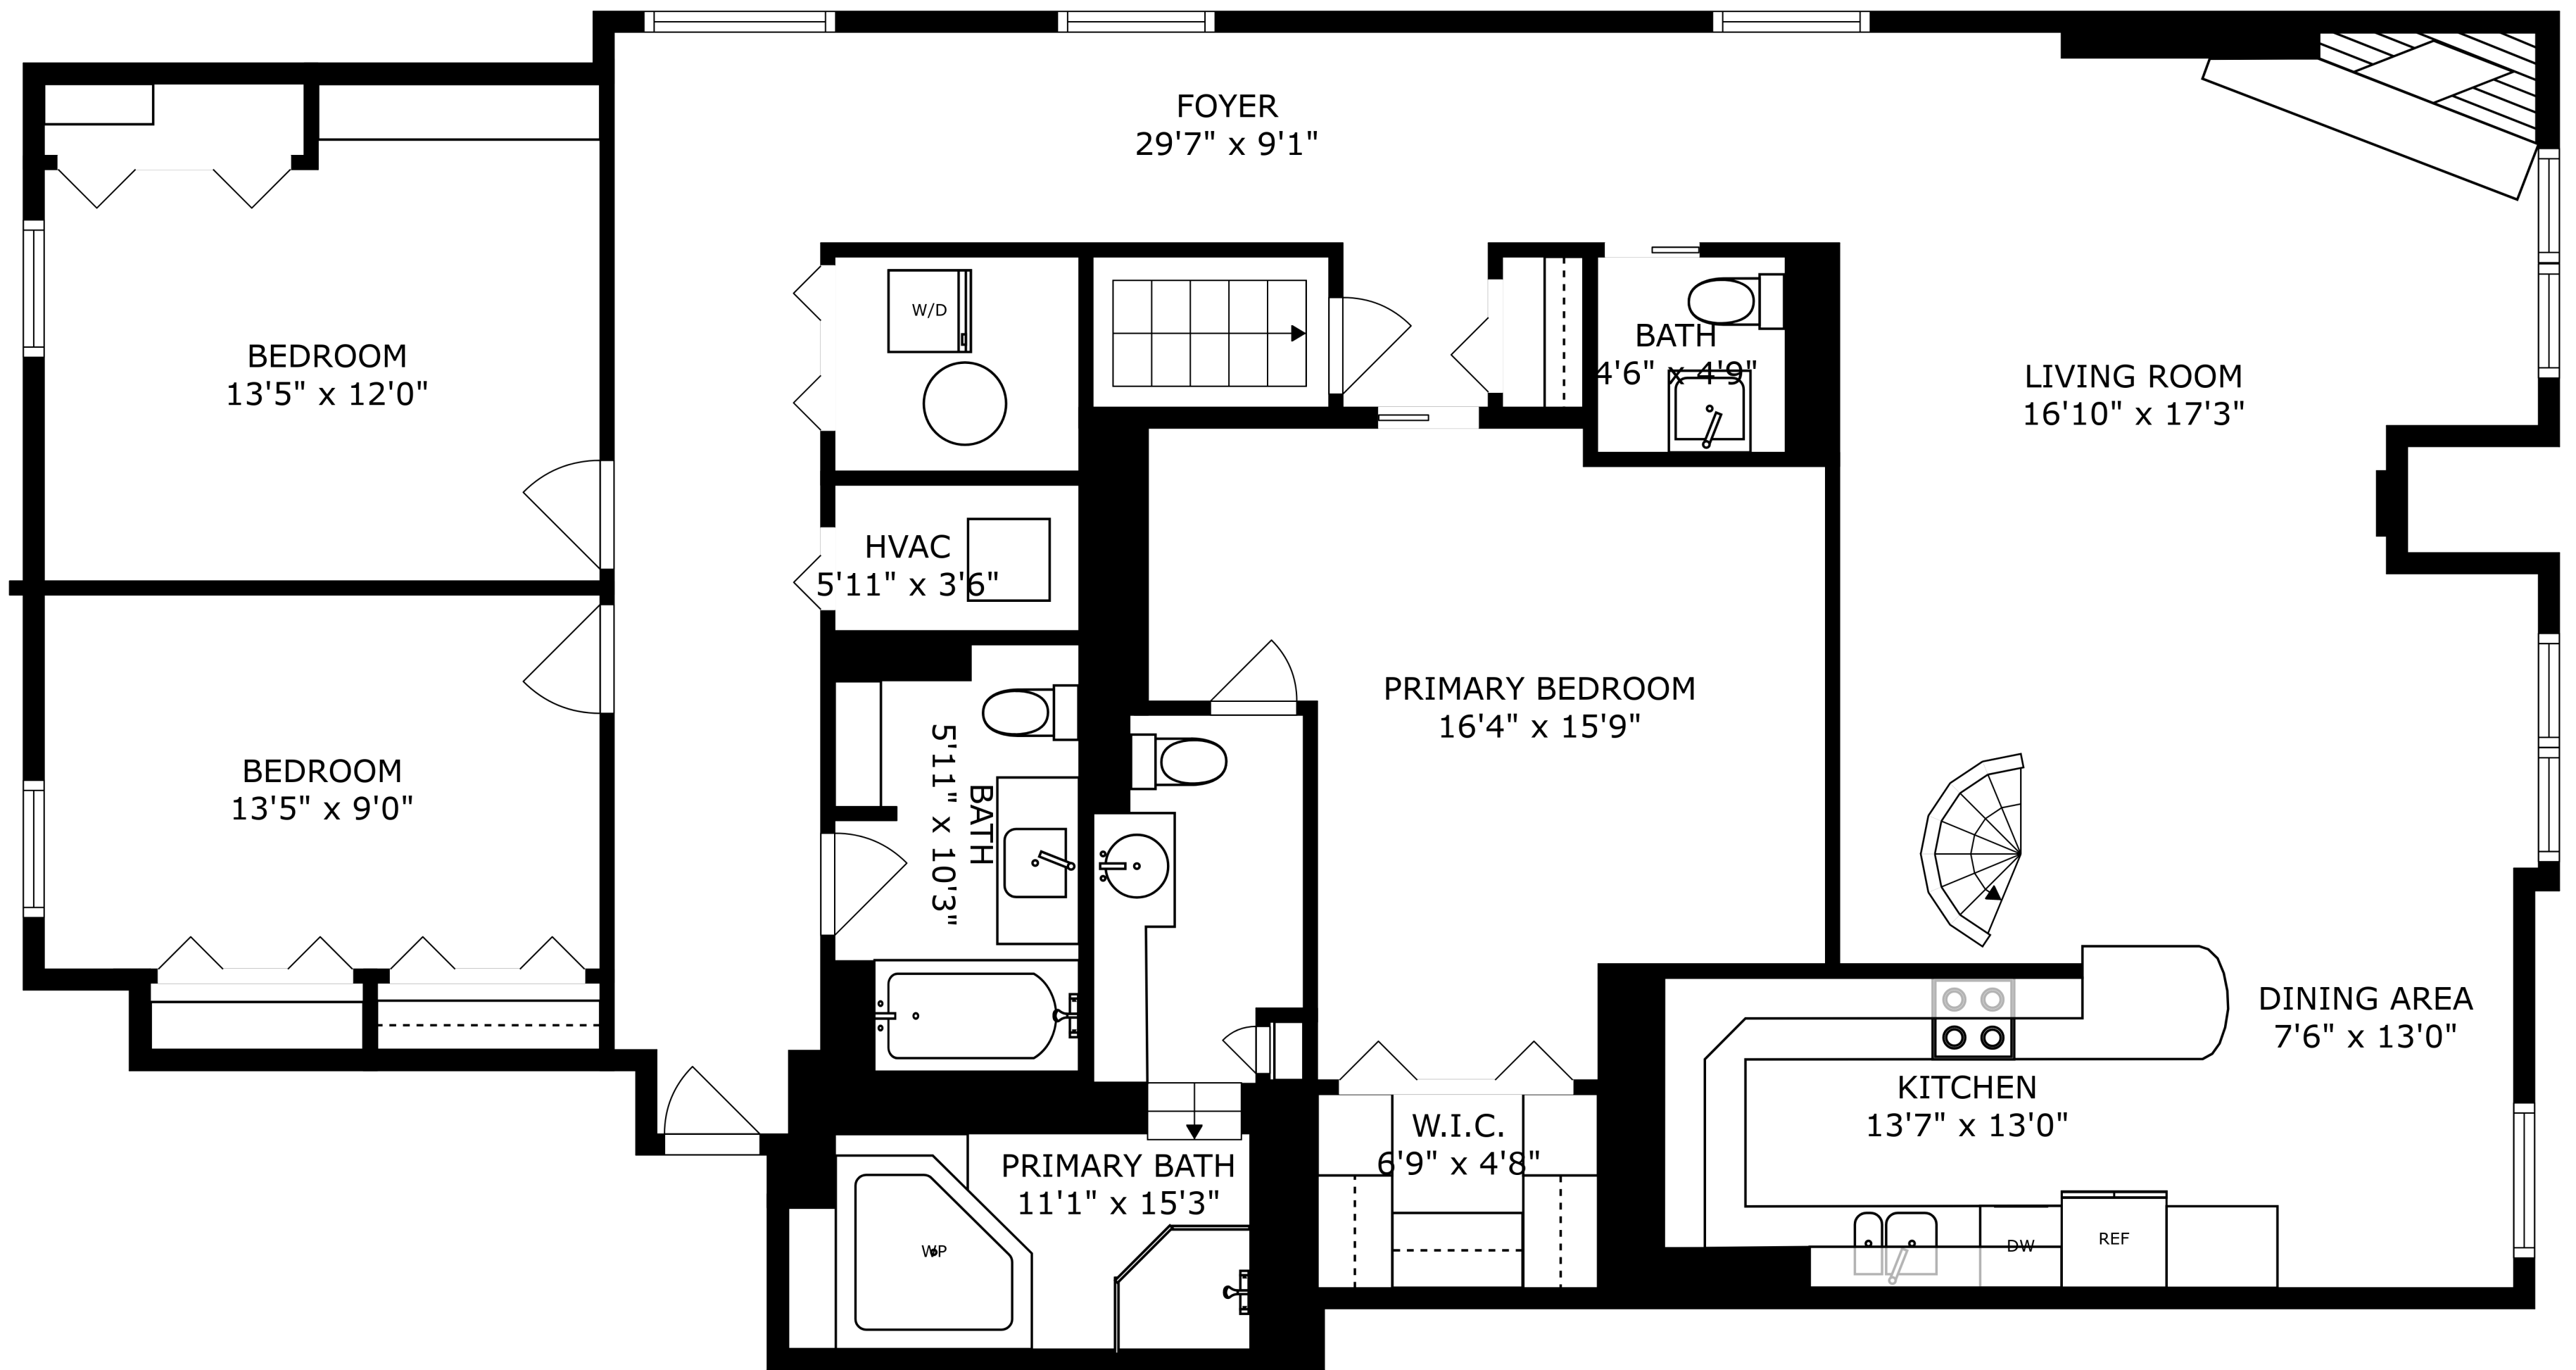 FOYER
29'7" x 9'1"
W/D
BATH
4'6" x 4'9"
BEDROOM
13'5" x 12'0"
LIVING ROOM
16'10" x 17'3"
HVAC
5'11" x 3'6"
PRIMARY BEDROOM
16'4" x 15'9"
BEDROOM
13'5" x 9'0"
BATH
5'11" x 10'3"
DINING AREA
7'6" x 13'0"
KITCHEN
13'7" x 13'0"
W.I.C.
6'9" x 4'8"
PRIMARY BATH
11'1" x 15'3"
WP
DW
REF